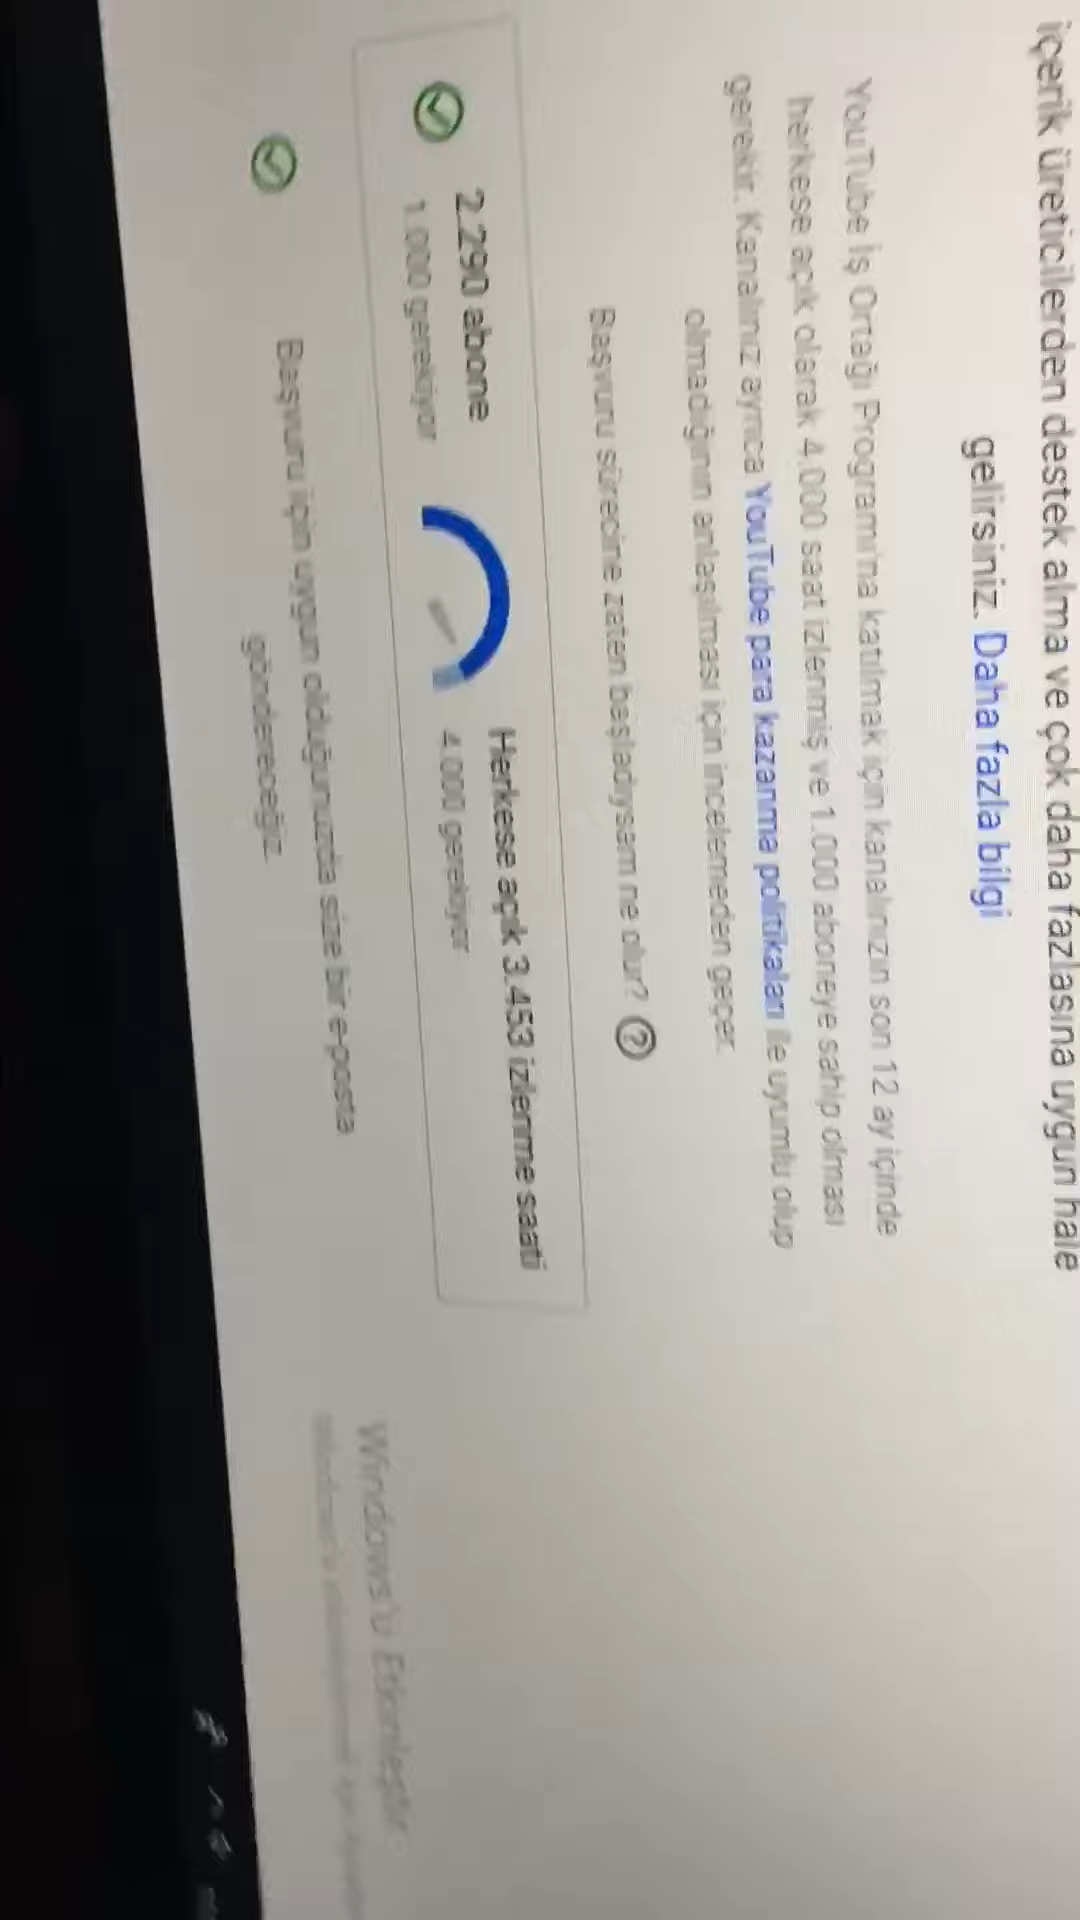 içerik üreticilerden destek alma ve çok daha fazlasına uygun hale
gelirsiniz. Daha fazla bilgi
YouTube İş Ortağı Programı'na katılmak için kanalınızın son 12 ay içinde
herkese açık olarak 4.000 saat izlenmiş ve 1.000 aboneye sahip olması
gerekir. Kanalınız ayrıca YouTube para kazanma politikaları ile uyumlu olup
olmadığının anlaşılması için incelemeden geçer.
Başvuru sürecine zaten başladıysam ne olur?
2.290 abone
1.000 gerekiyor
Herkese açık 3.453 izlenme saati
4.000 gerekiyor
Başvuru için uygun olduğunuzda size bir e-posta
göndereceğiz
Windows'u Etkinleştir